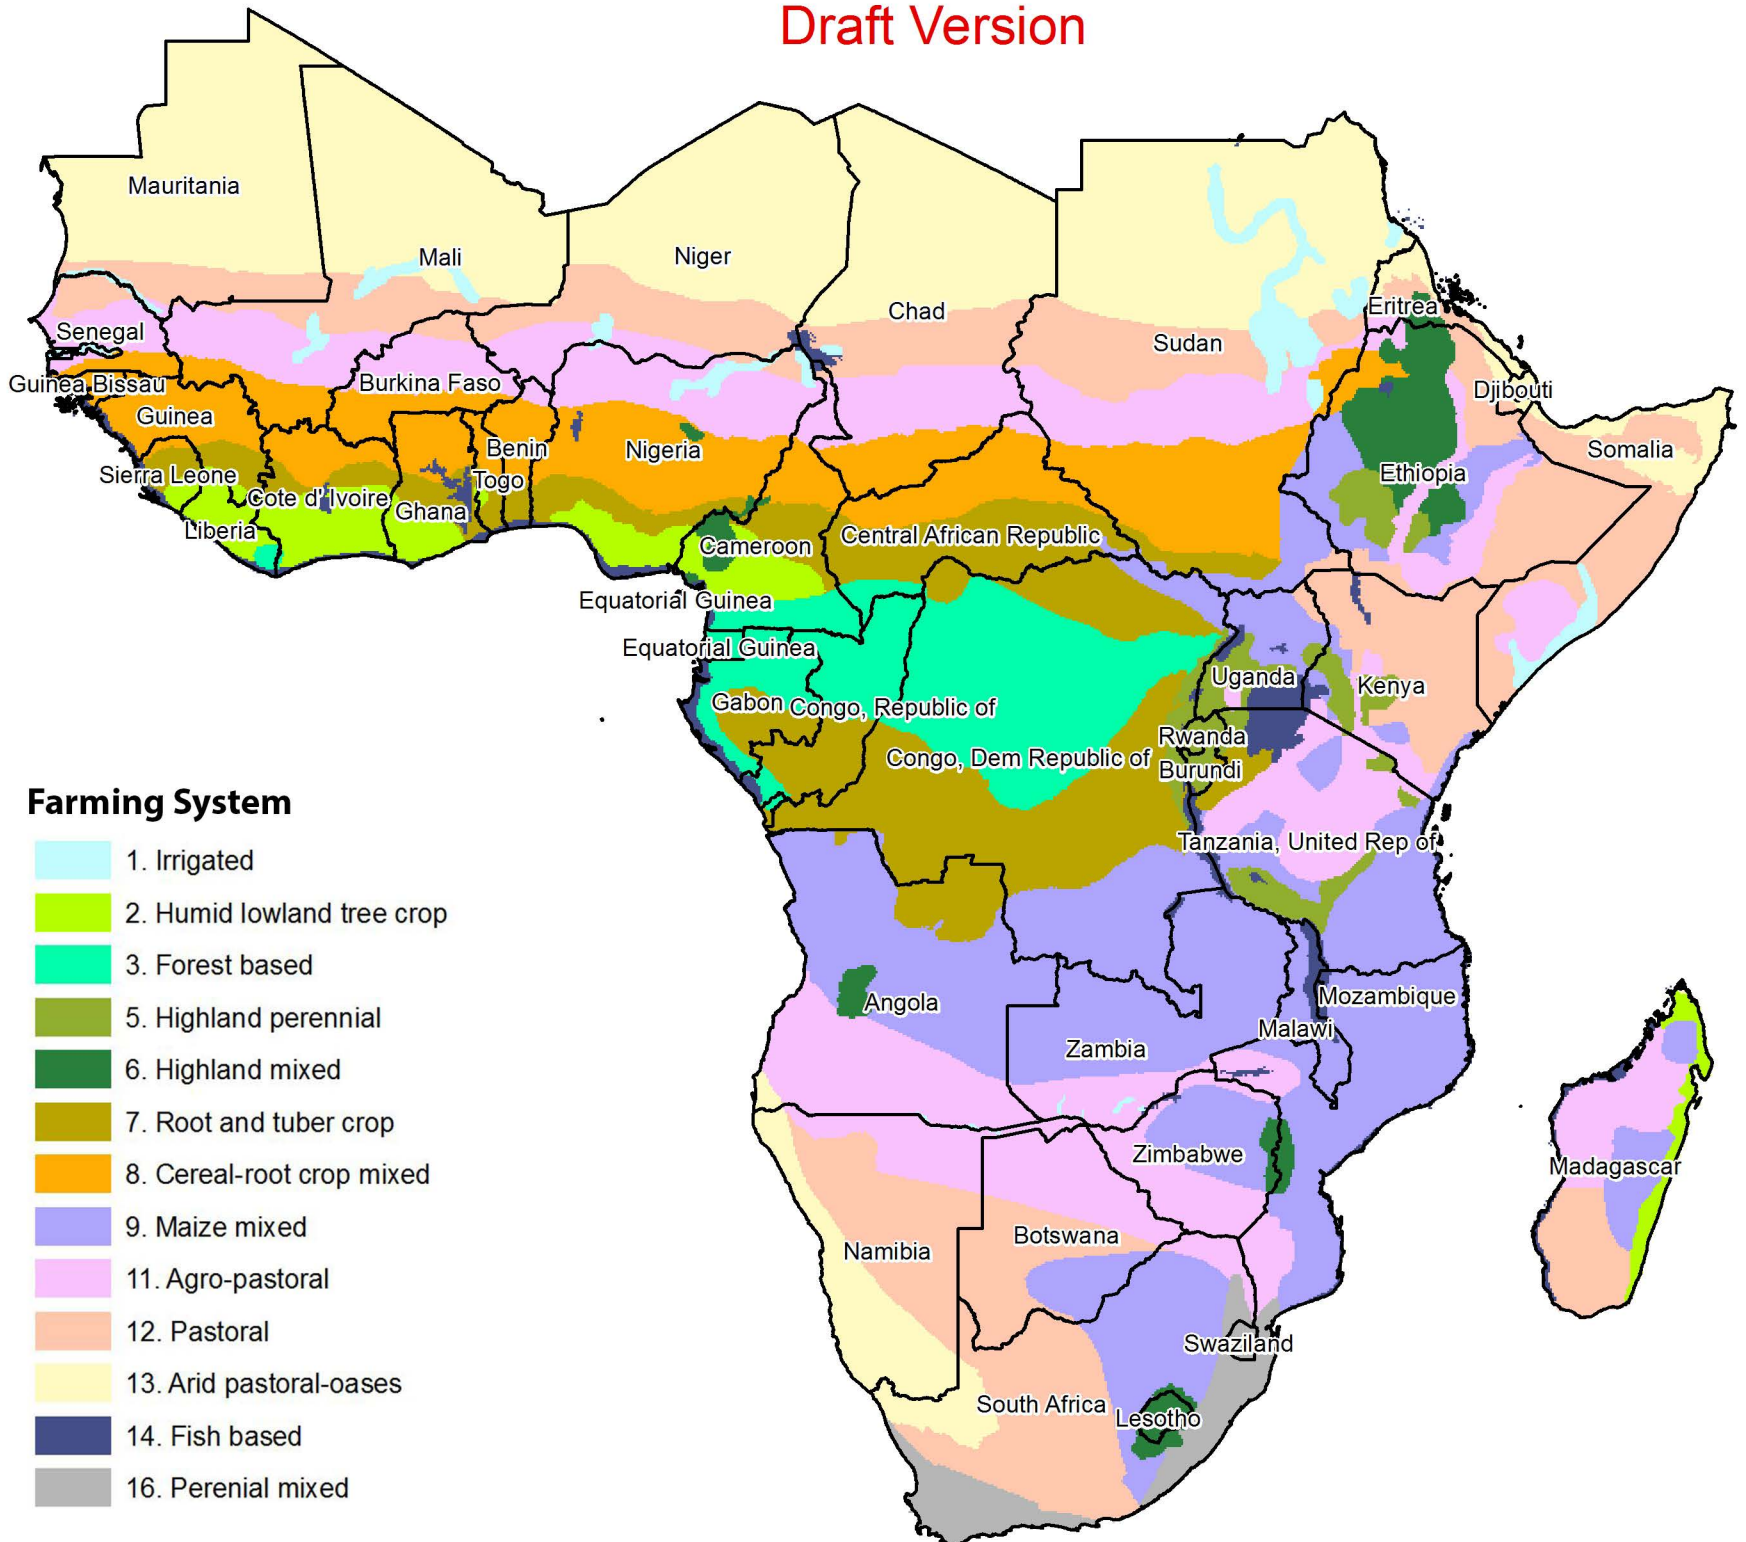 Draft Version
Mauritania
Mali
Niger
Chad
Sudan
Eritrea
Senegal
Guinea Bissau
Burkina Faso
Djibouti
Guinea
Benin
Nigeria
Somalia
Sierra Leone
Togo
Ethiopia
Cote d'Ivoire
Ghana
Liberia
Cameroon
Central African Republic
Equatorial Guinea
Equatorial Guinea
Uganda
Kenya
Gabon
Congo, Republic of
Rwanda
Congo, Dem Republic of
Burundi
Tanzania, United Rep of
Angola
Mozambique
Malawi
Zambia
Zimbabwe
Madagascar
Botswana
Namibia
Swaziland
South Africa
Lesotho
Farming System
1. Irrigated
2. Humid lowland tree crop
3. Forest based
5. Highland perennial
6. Highland mixed
7. Root and tuber crop
8. Cereal-root crop mixed
9. Maize mixed
11. Agro-pastoral
12. Pastoral
13. Arid pastoral-oases
14. Fish based
16. Perenial mixed